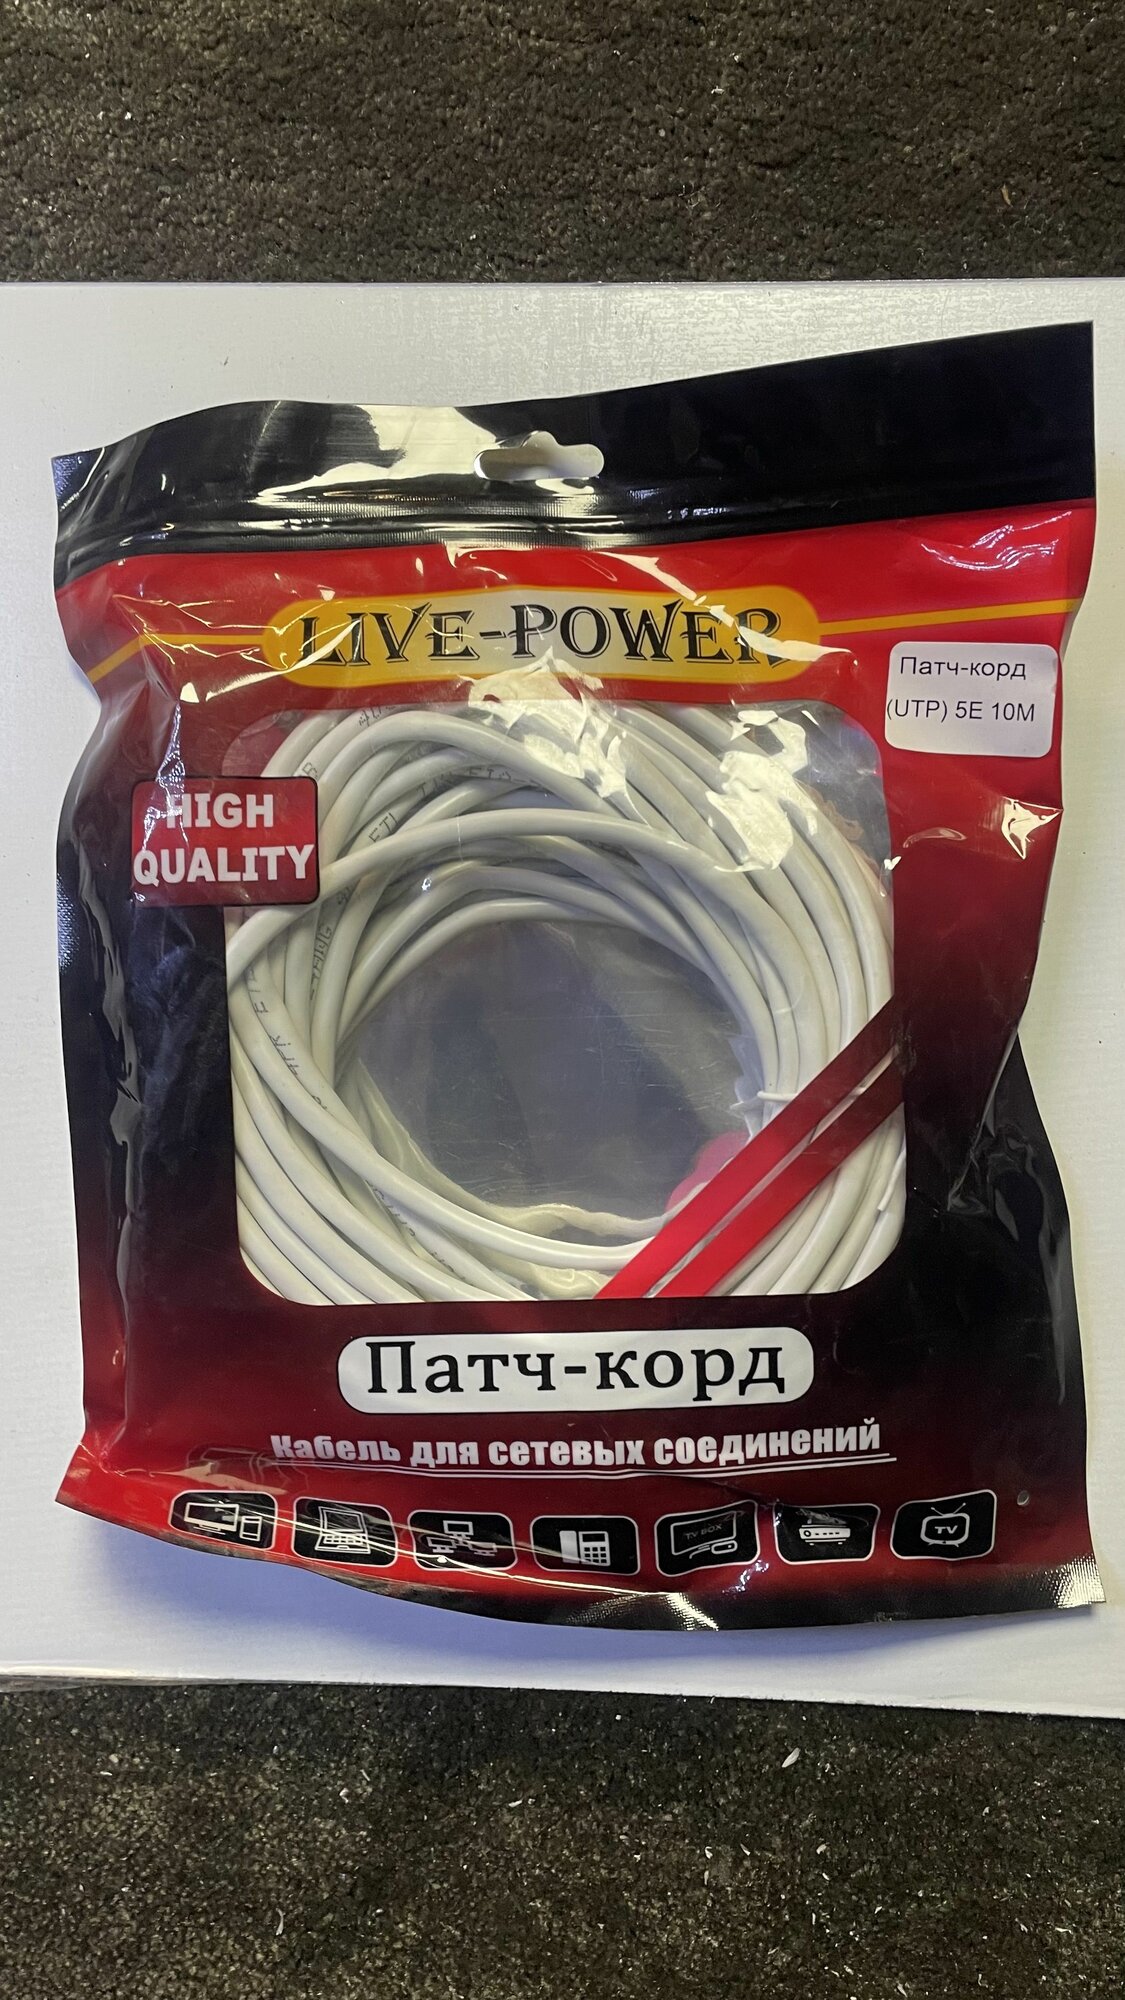 LIVE-POWER
Патч-корд
(UTP) 5E 10M
HIGH
QUALITY
Патч-корд
Кабель для сетевых соединений
TV BOX
TV